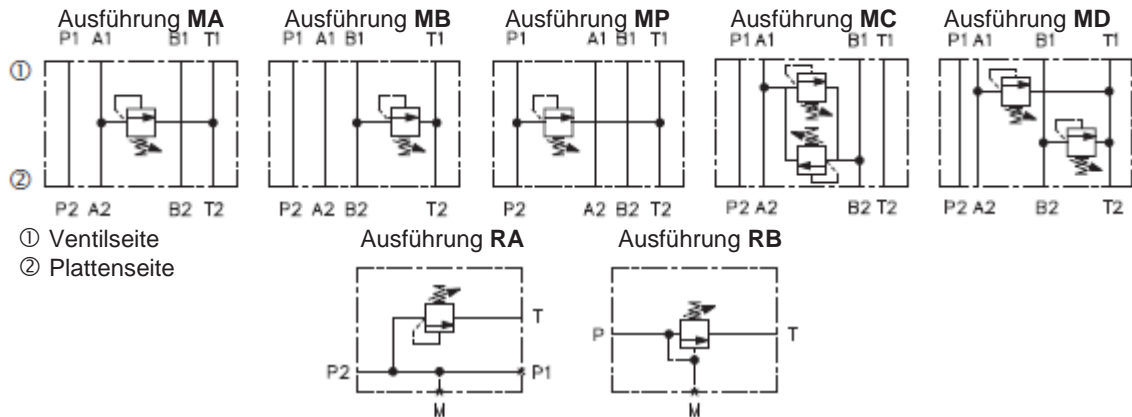 Ausführung MA Ausführung MB Ausführung MP Ausführung MC Ausführung MD
P1 A1 B1 T1 P1 A1 B1 T1 P1 A1 B1 T1 P1 A1 B1 T1 P1 A1 B1 T1
①
②
P2 A2 B2 T2 P2 A2 B2 T2 P2 A2 B2 T2 P2 A2 B2 T2 P2 A2 B2 T2
① Ventilseite
② Plattenseite
Ausführung RA Ausführung RB
T P T
P2 P1
M M